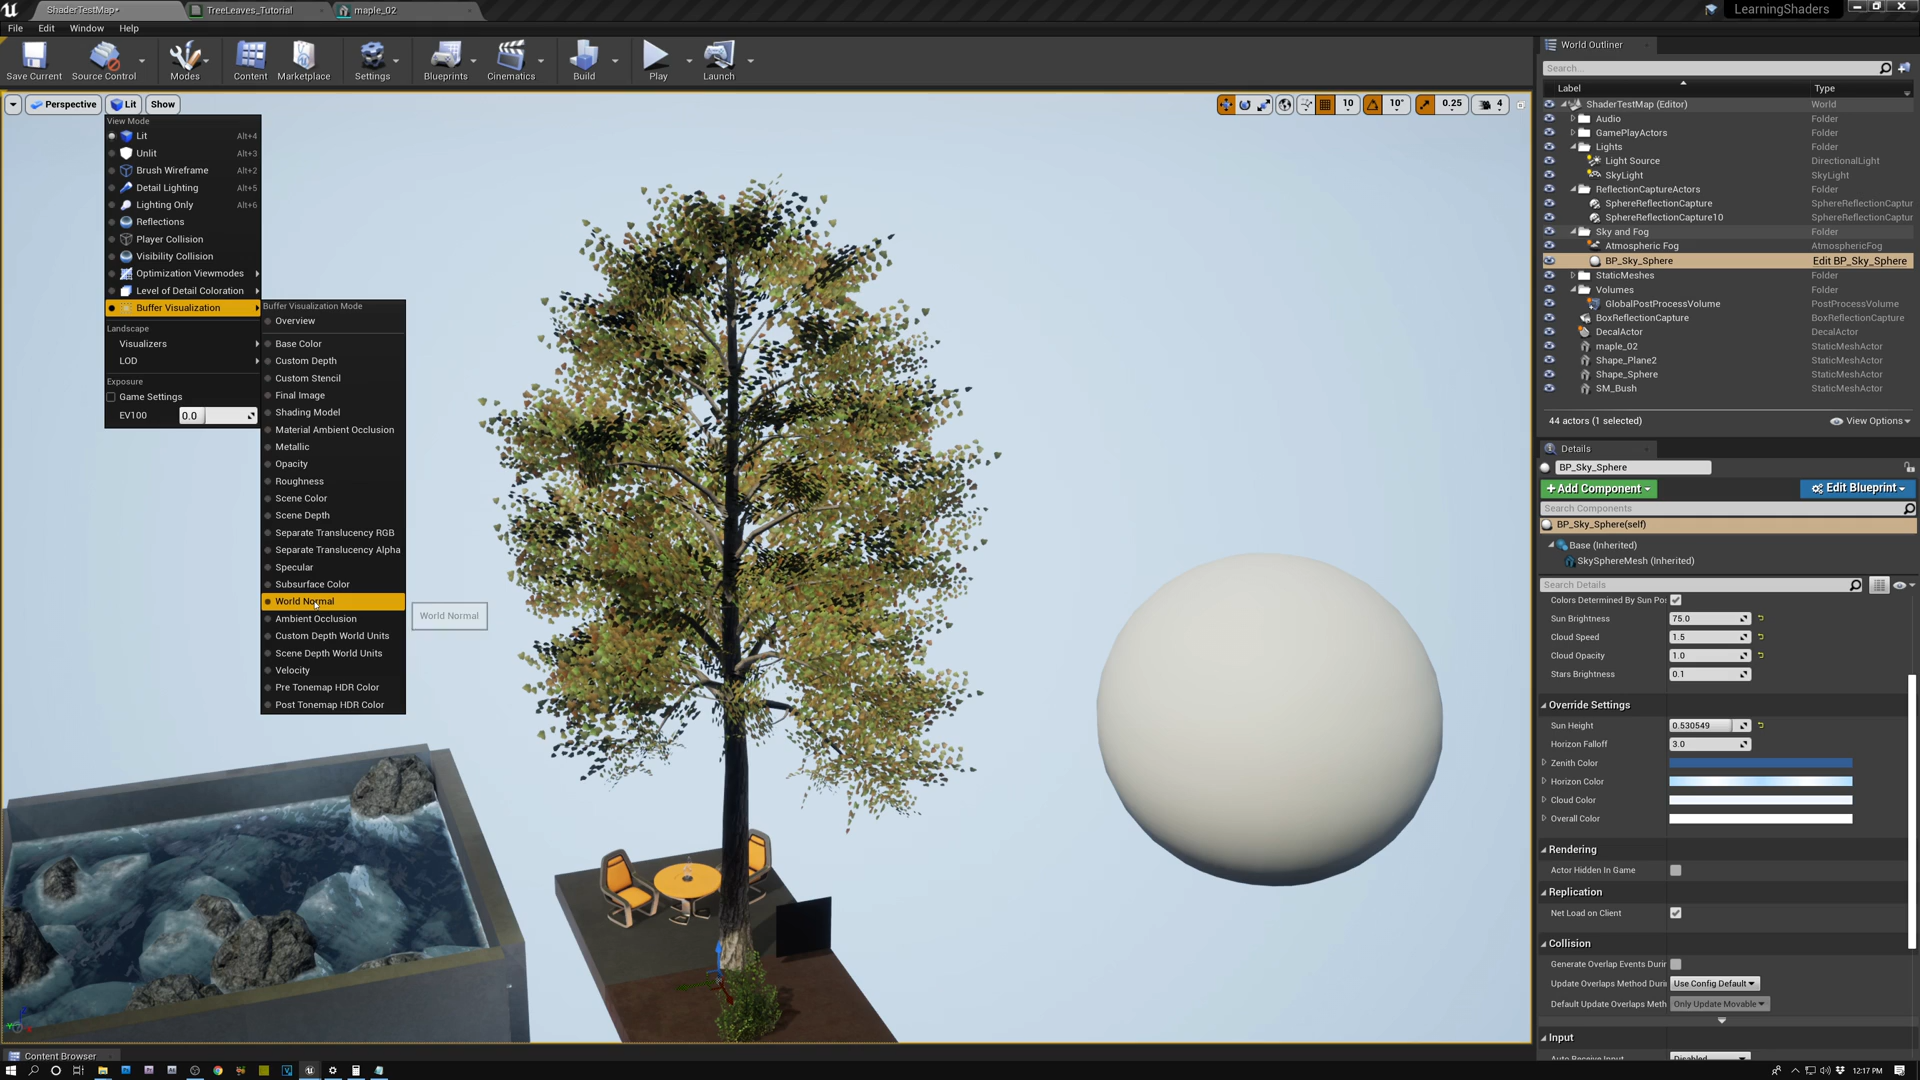 ShaderTestMap*
TreeLeaves_Tutorial
maple_02
LearningShaders
File Edit Window Help
Save Current
Source Control
Modes
Content
Marketplace
Settings
Blueprints
Cinematics
Build
Play
Launch
Perspective Lit Show
10 10° 0.25 4
View Mode
Lit Alt+4
Unlit Alt+3
Brush Wireframe Alt+2
Detail Lighting Alt+5
Lighting Only Alt+6
Reflections
Player Collision
Visibility Collision
Optimization Viewmodes
Level of Detail Coloration
Buffer Visualization
Landscape
Visualizers
LOD
Exposure
Game Settings
EV100 0.0
Buffer Visualization Mode
Overview
Base Color
Custom Depth
Custom Stencil
Final Image
Shading Model
Material Ambient Occlusion
Metallic
Opacity
Roughness
Scene Color
Scene Depth
Separate Translucency RGB
Separate Translucency Alpha
Specular
Subsurface Color
World Normal
Ambient Occlusion
Custom Depth World Units
Scene Depth World Units
Velocity
Pre Tonemap HDR Color
Post Tonemap HDR Color
World Normal
World Outliner
Search...
Label Type
ShaderTestMap (Editor) World
Audio Folder
GamePlayActors Folder
Lights Folder
Light Source DirectionalLight
SkyLight SkyLight
ReflectionCaptureActors Folder
SphereReflectionCapture SphereReflectionCaptur
SphereReflectionCapture10 SphereReflectionCaptur
Sky and Fog Folder
Atmospheric Fog AtmosphericFog
BP_Sky_Sphere Edit BP_Sky_Sphere
StaticMeshes Folder
Volumes Folder
GlobalPostProcessVolume PostProcessVolume
BoxReflectionCapture BoxReflectionCapture
DecalActor DecalActor
maple_02 StaticMeshActor
Shape_Plane2 StaticMeshActor
Shape_Sphere StaticMeshActor
SM_Bush StaticMeshActor
44 actors (1 selected) View Options
Details
BP_Sky_Sphere
+Add Component Edit Blueprint
Search Components
BP_Sky_Sphere(self)
Base (Inherited)
SkySphereMesh (Inherited)
Search Details
Colors Determined By Sun Pos
Sun Brightness 75.0
Cloud Speed 1.5
Cloud Opacity 1.0
Stars Brightness 0.1
Override Settings
Sun Height 0.530549
Horizon Falloff 3.0
Zenith Color
Horizon Color
Cloud Color
Overall Color
Rendering
Actor Hidden In Game
Replication
Net Load on Client
Collision
Generate Overlap Events Durin
Update Overlaps Method Durin Use Config Default
Default Update Overlaps Meth Only Update Movable
Input
Auto Receive Input Disabled
Content Browser
12:17 PM